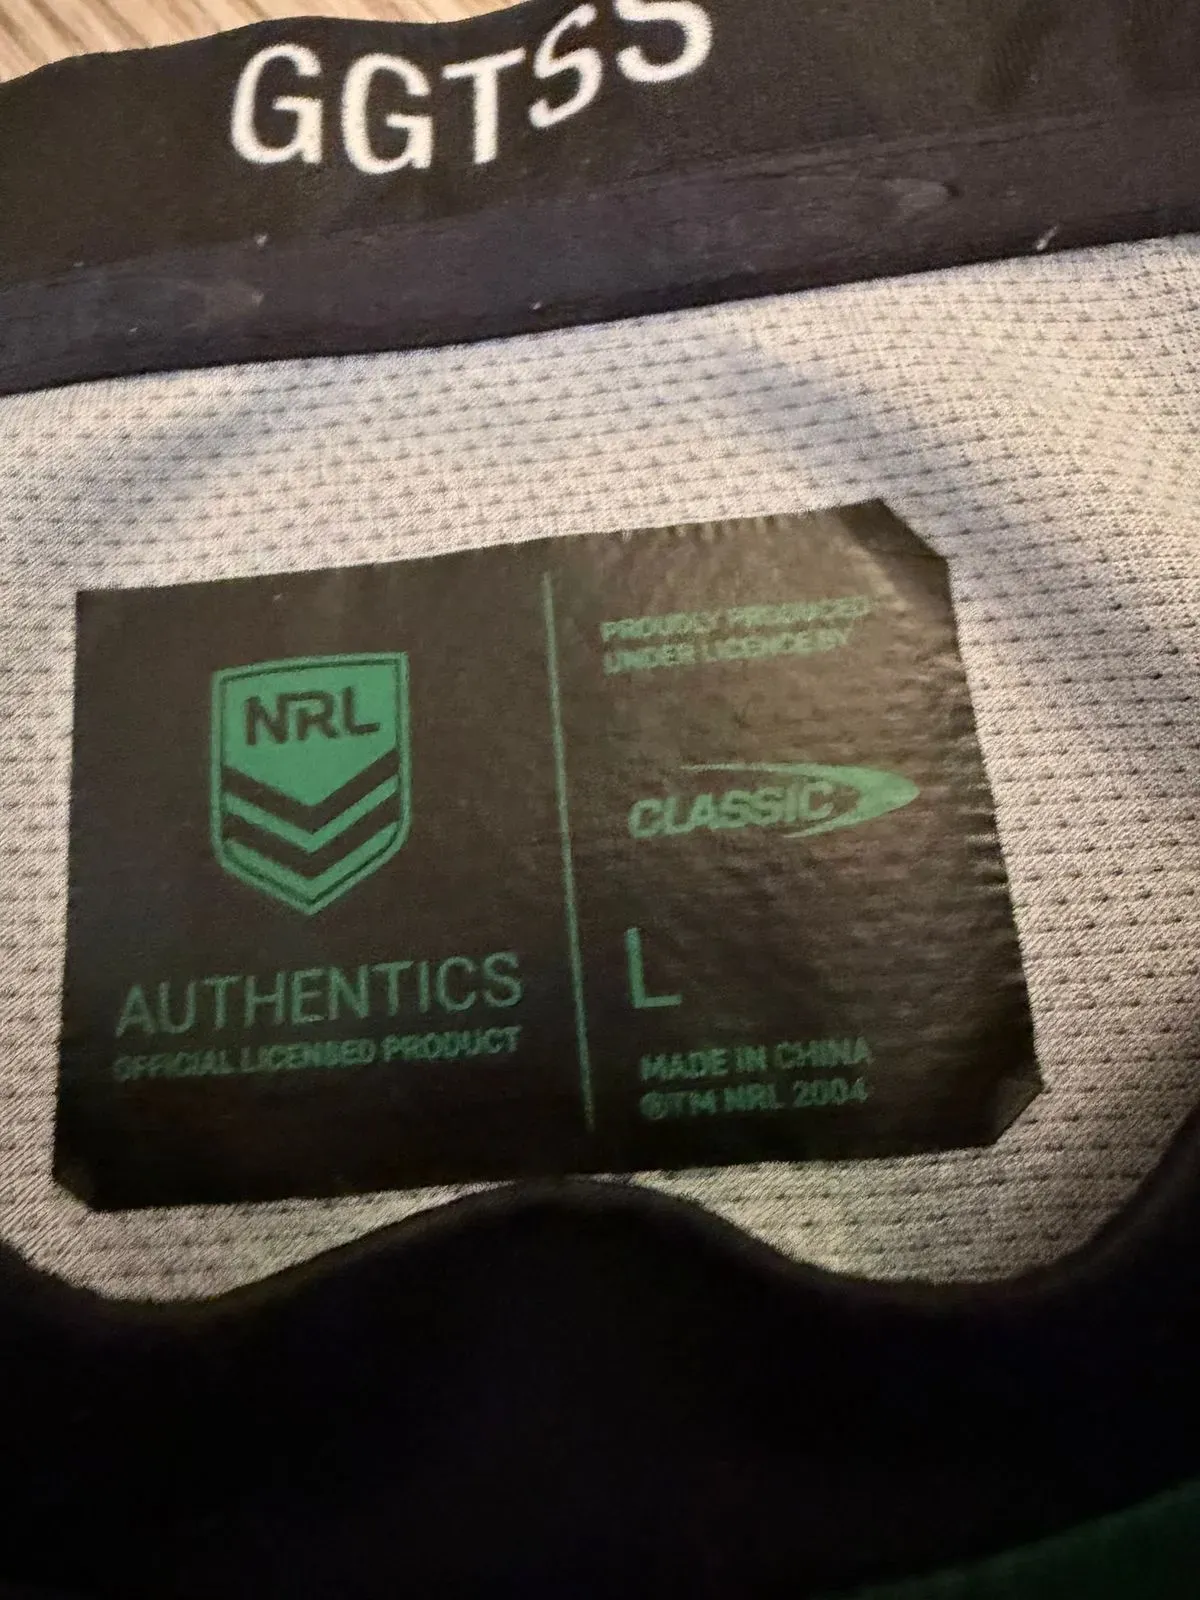 GGTSS
NRL
AUTHENTICS
OFFICIAL LICENSED PRODUCT
PROUDLY PRODUCED
UNDER LICENCE BY
CLASSIC
L
MADE IN CHINA
©TM NRL 2004